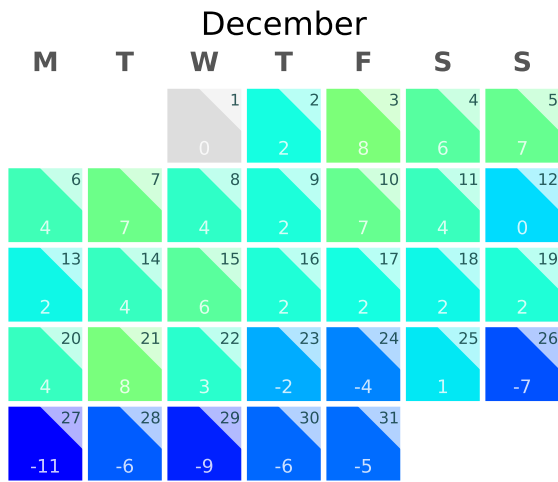 December
M T W T F S S
1 2 3 4 5
0 2 8 6 7
6 7 8 9 10 11 12
4 7 4 2 7 4 0
13 14 15 16 17 18 19
2 4 6 2 2 2 2
20 21 22 23 24 25 26
4 8 3 -2 -4 1 -7
27 28 29 30 31
-11 -6 -9 -6 -5